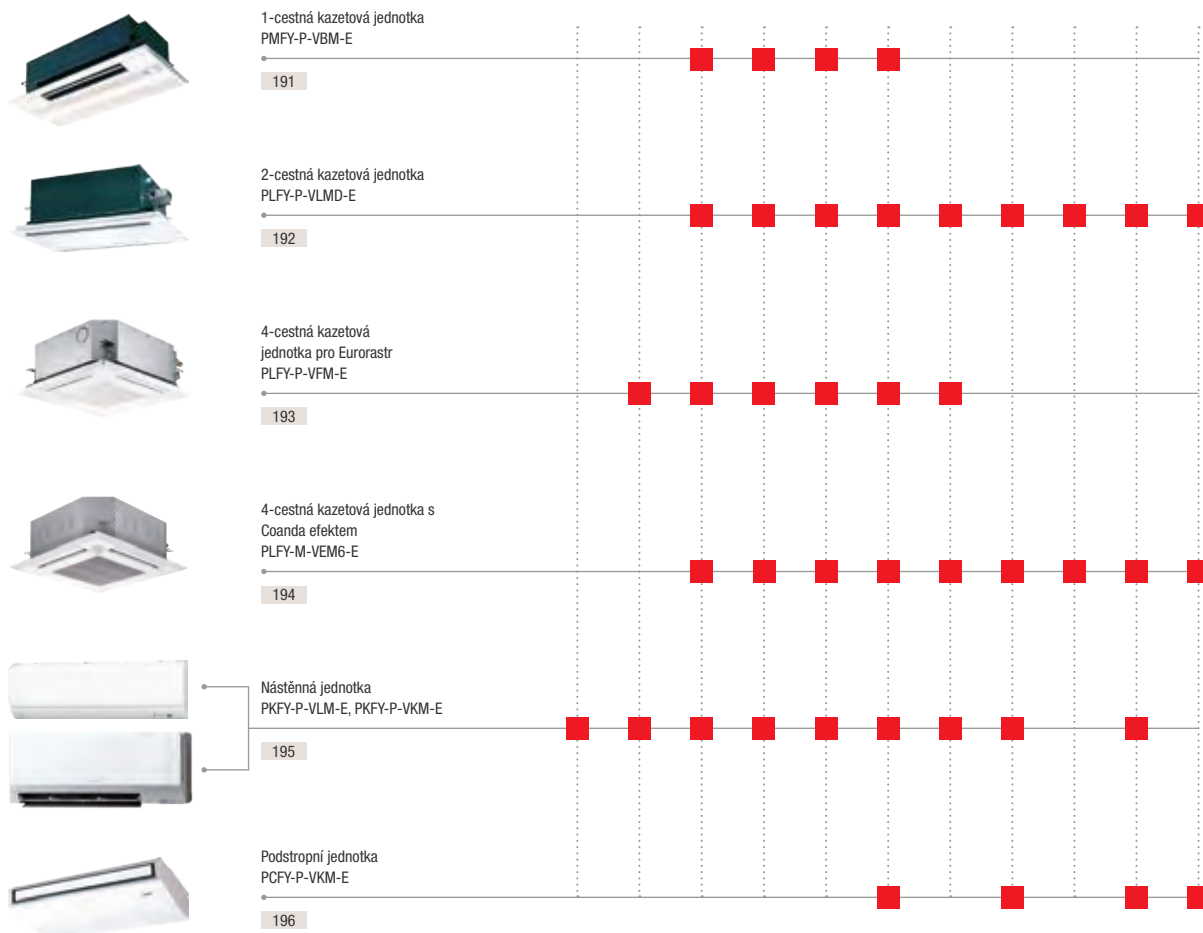 1-cestná kazetová jednotka
PMFY-P-VBM-E
191
2-cestná kazetová jednotka
PLFY-P-VLMD-E
192
4-cestná kazetová
jednotka pro Eurorastr
PLFY-P-VFM-E
193
4-cestná kazetová jednotka s
Coanda efektem
PLFY-M-VEM6-E
194
Nástěnná jednotka
PKFY-P-VLM-E, PKFY-P-VKM-E
195
Podstropní jednotka
PCFY-P-VKM-E
196